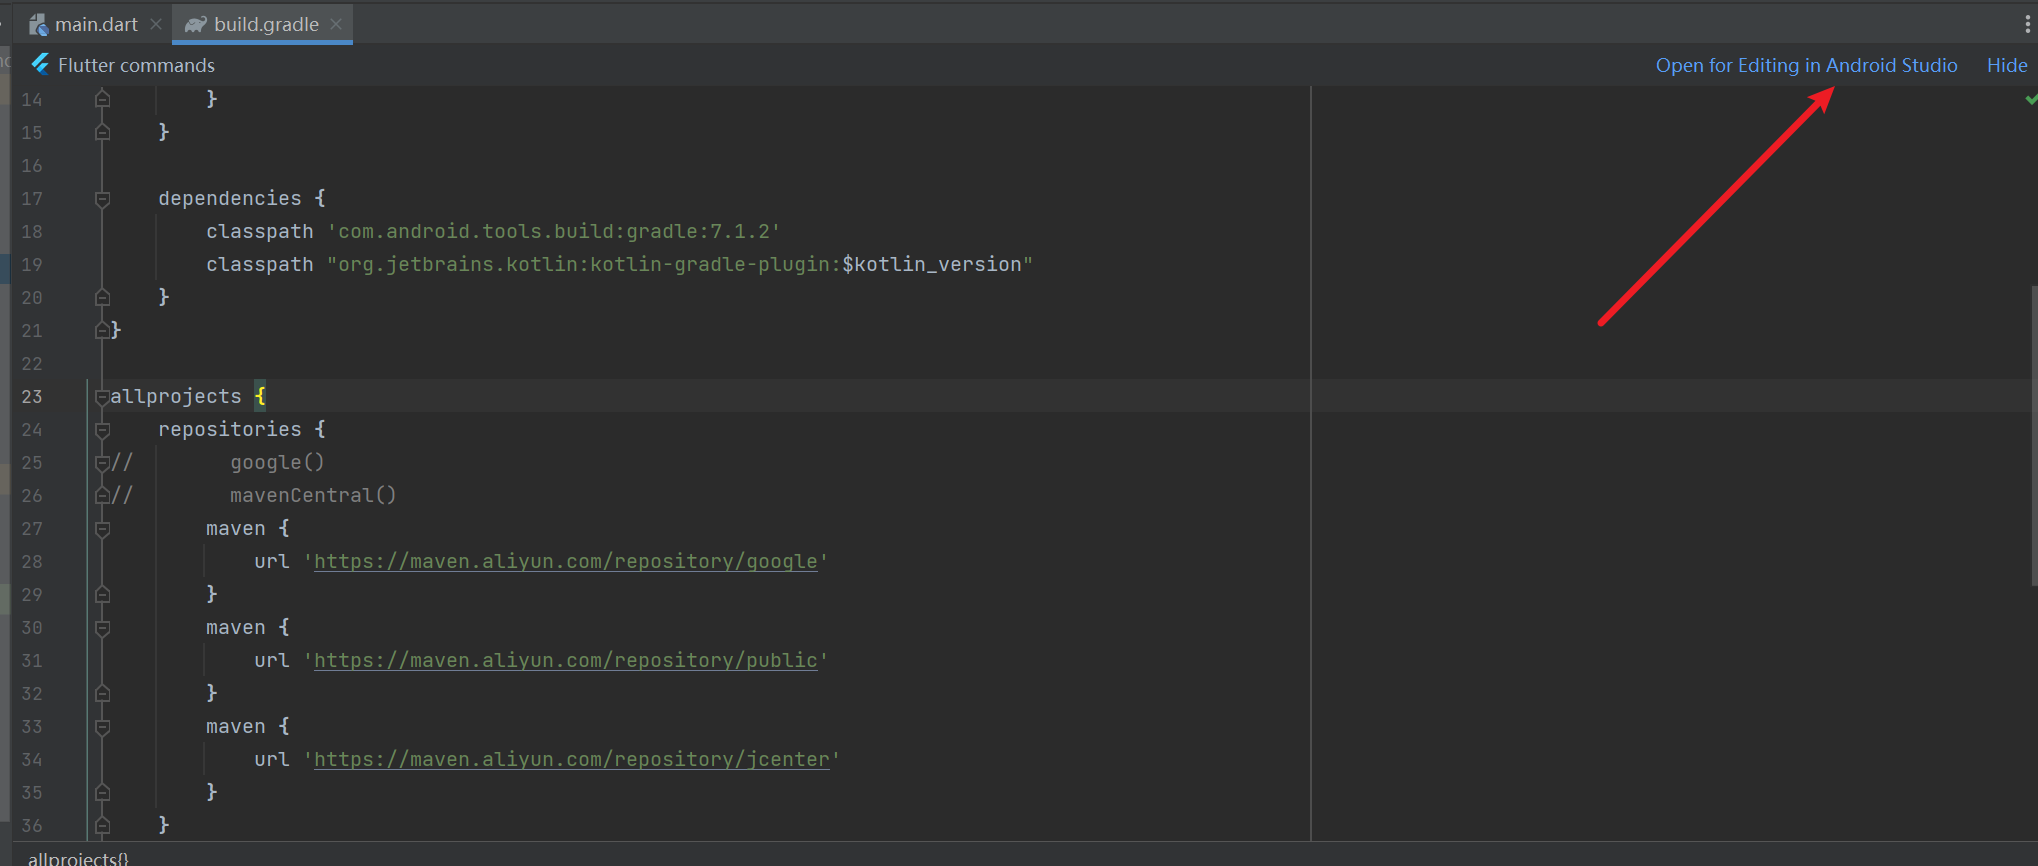 main.dart build.gradle
Flutter commands Open for Editing in Android Studio Hide
14 }
15 }
16
17 dependencies {
18 classpath 'com.android.tools.build:gradle:7.1.2'
19 classpath "org.jetbrains.kotlin:kotlin-gradle-plugin:$kotlin_version"
20 }
21 }
22
23 allprojects {
24 repositories {
25 // google()
26 // mavenCentral()
27 maven {
28 url 'https://maven.aliyun.com/repository/google'
29 }
30 maven {
31 url 'https://maven.aliyun.com/repository/public'
32 }
33 maven {
34 url 'https://maven.aliyun.com/repository/jcenter'
35 }
36 }
allprojects{}